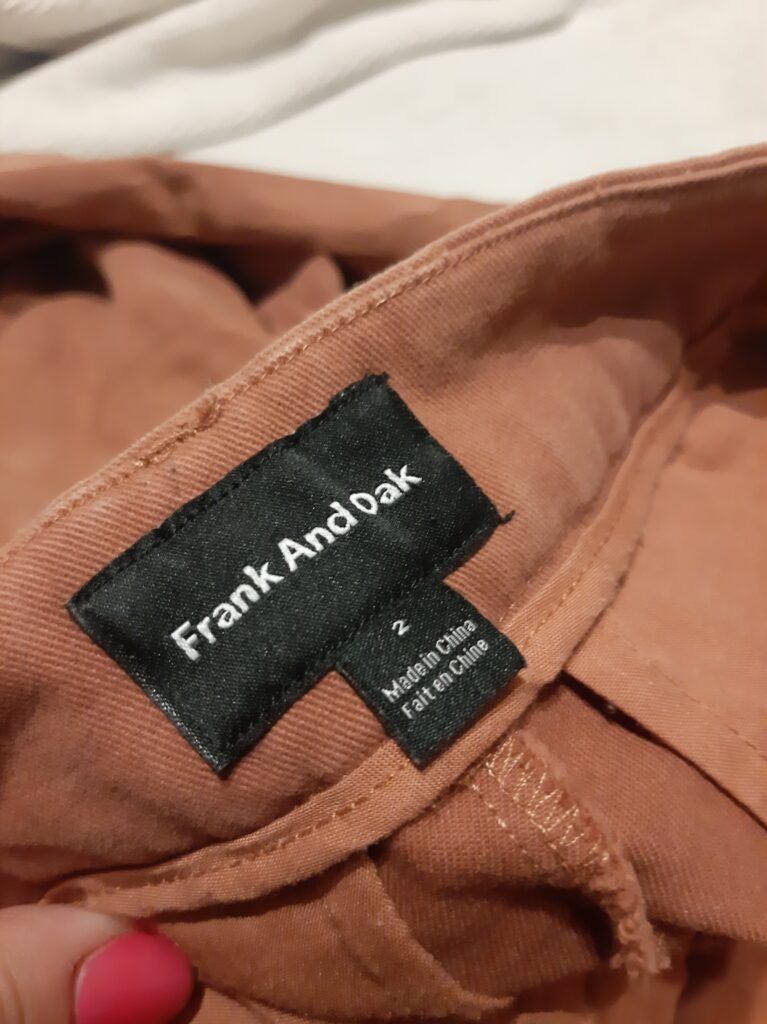 Frank And Oak
2
Made in China
Fait en Chine